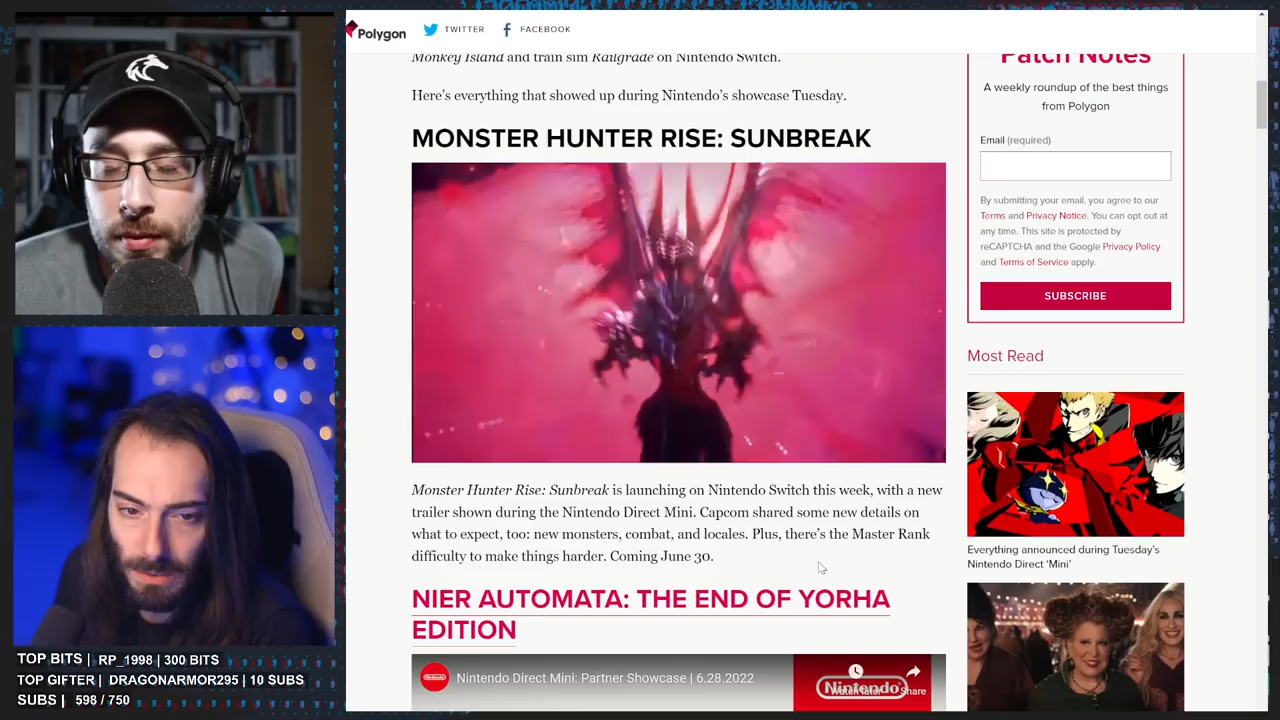 Polygon
TWITTER
FACEBOOK
Monkey Island and train sim Railgrade on Nintendo Switch.
Here’s everything that showed up during Nintendo’s showcase Tuesday.
MONSTER HUNTER RISE: SUNBREAK
Monster Hunter Rise: Sunbreak is launching on Nintendo Switch this week, with a new
trailer shown during the Nintendo Direct Mini. Capcom shared some new details on
what to expect, too: new monsters, combat, and locales. Plus, there’s the Master Rank
difficulty to make things harder. Coming June 30.
NIER AUTOMATA: THE END OF YORHA
EDITION
Nintendo
Nintendo Direct Mini: Partner Showcase | 6.28.2022
Watch later
Share
Nintendo
Patch Notes
A weekly roundup of the best things
from Polygon
Email (required)
By submitting your email, you agree to our
Terms and Privacy Notice. You can opt out at
any time. This site is protected by
reCAPTCHA and the Google Privacy Policy
and Terms of Service apply.
SUBSCRIBE
Most Read
Everything announced during Tuesday’s
Nintendo Direct ‘Mini’
TOP BITS | RP_1998 | 300 BITS
TOP GIFTER | DRAGONARMOR295 | 10 SUBS
SUBS | 598 / 750